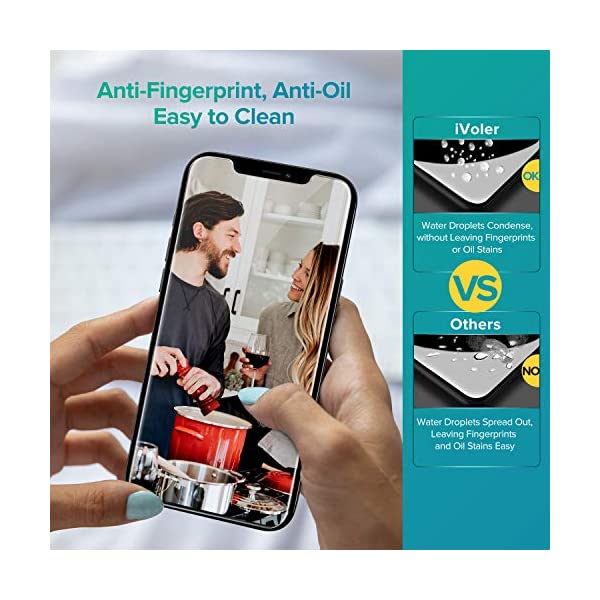 Anti-Fingerprint, Anti-Oil
Easy to Clean
iVoler
OK
Water Droplets Condense,
without Leaving Fingerprints
or Oil Stains
VS
Others
NO
Water Droplets Spread Out,
Leaving Fingerprints
and Oil Stains Easy